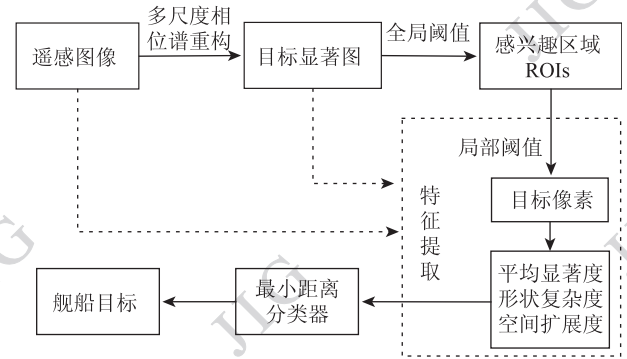 遥感图像
多尺度相
位谱重构
目标显著图
全局阈值
感兴趣区域
ROIs
局部阈值
目标像素
特
征
提
取
平均显著度
形状复杂度
空间扩展度
最小距离
分类器
舰船目标
JIG
JIG
JIG